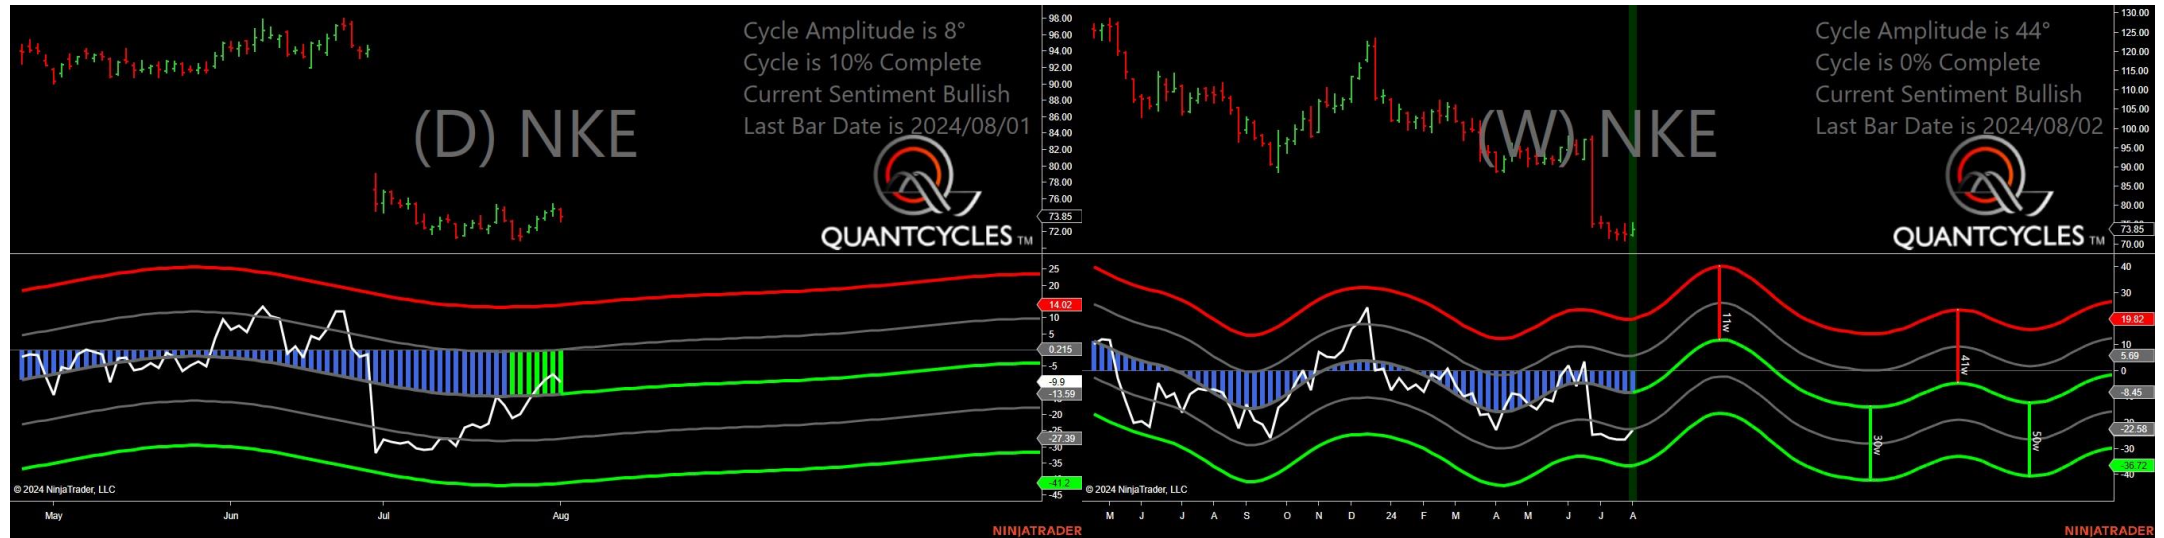 Cycle Amplitude is 8°
Cycle is 10% Complete
Current Sentiment Bullish
Last Bar Date is 2024/08/01
(D) NKE
QUANTCYCLES TM
98.00
96.00
94.00
92.00
90.00
88.00
86.00
84.00
82.00
80.00
78.00
76.00
73.85
72.00
25
20
14.02
10
5
0.215
-5
-9.9
-13.59
-20
-25
-27.39
-30
-35
-41.2
-45
© 2024 NinjaTrader, LLC
May Jun Jul Aug
NINJATRADER
Cycle Amplitude is 44°
Cycle is 0% Complete
Current Sentiment Bullish
Last Bar Date is 2024/08/02
(W) NKE
QUANTCYCLES TM
130.00
125.00
120.00
115.00
110.00
105.00
100.00
95.00
90.00
85.00
80.00
73.85
70.00
40
30
19.82
10
5.69
0
-8.45
-22.58
-30
-36.72
-40
11w
30w
41w
50w
© 2024 NinjaTrader, LLC
M J J A S O N D 24 F M A M J J A
NINJATRADER